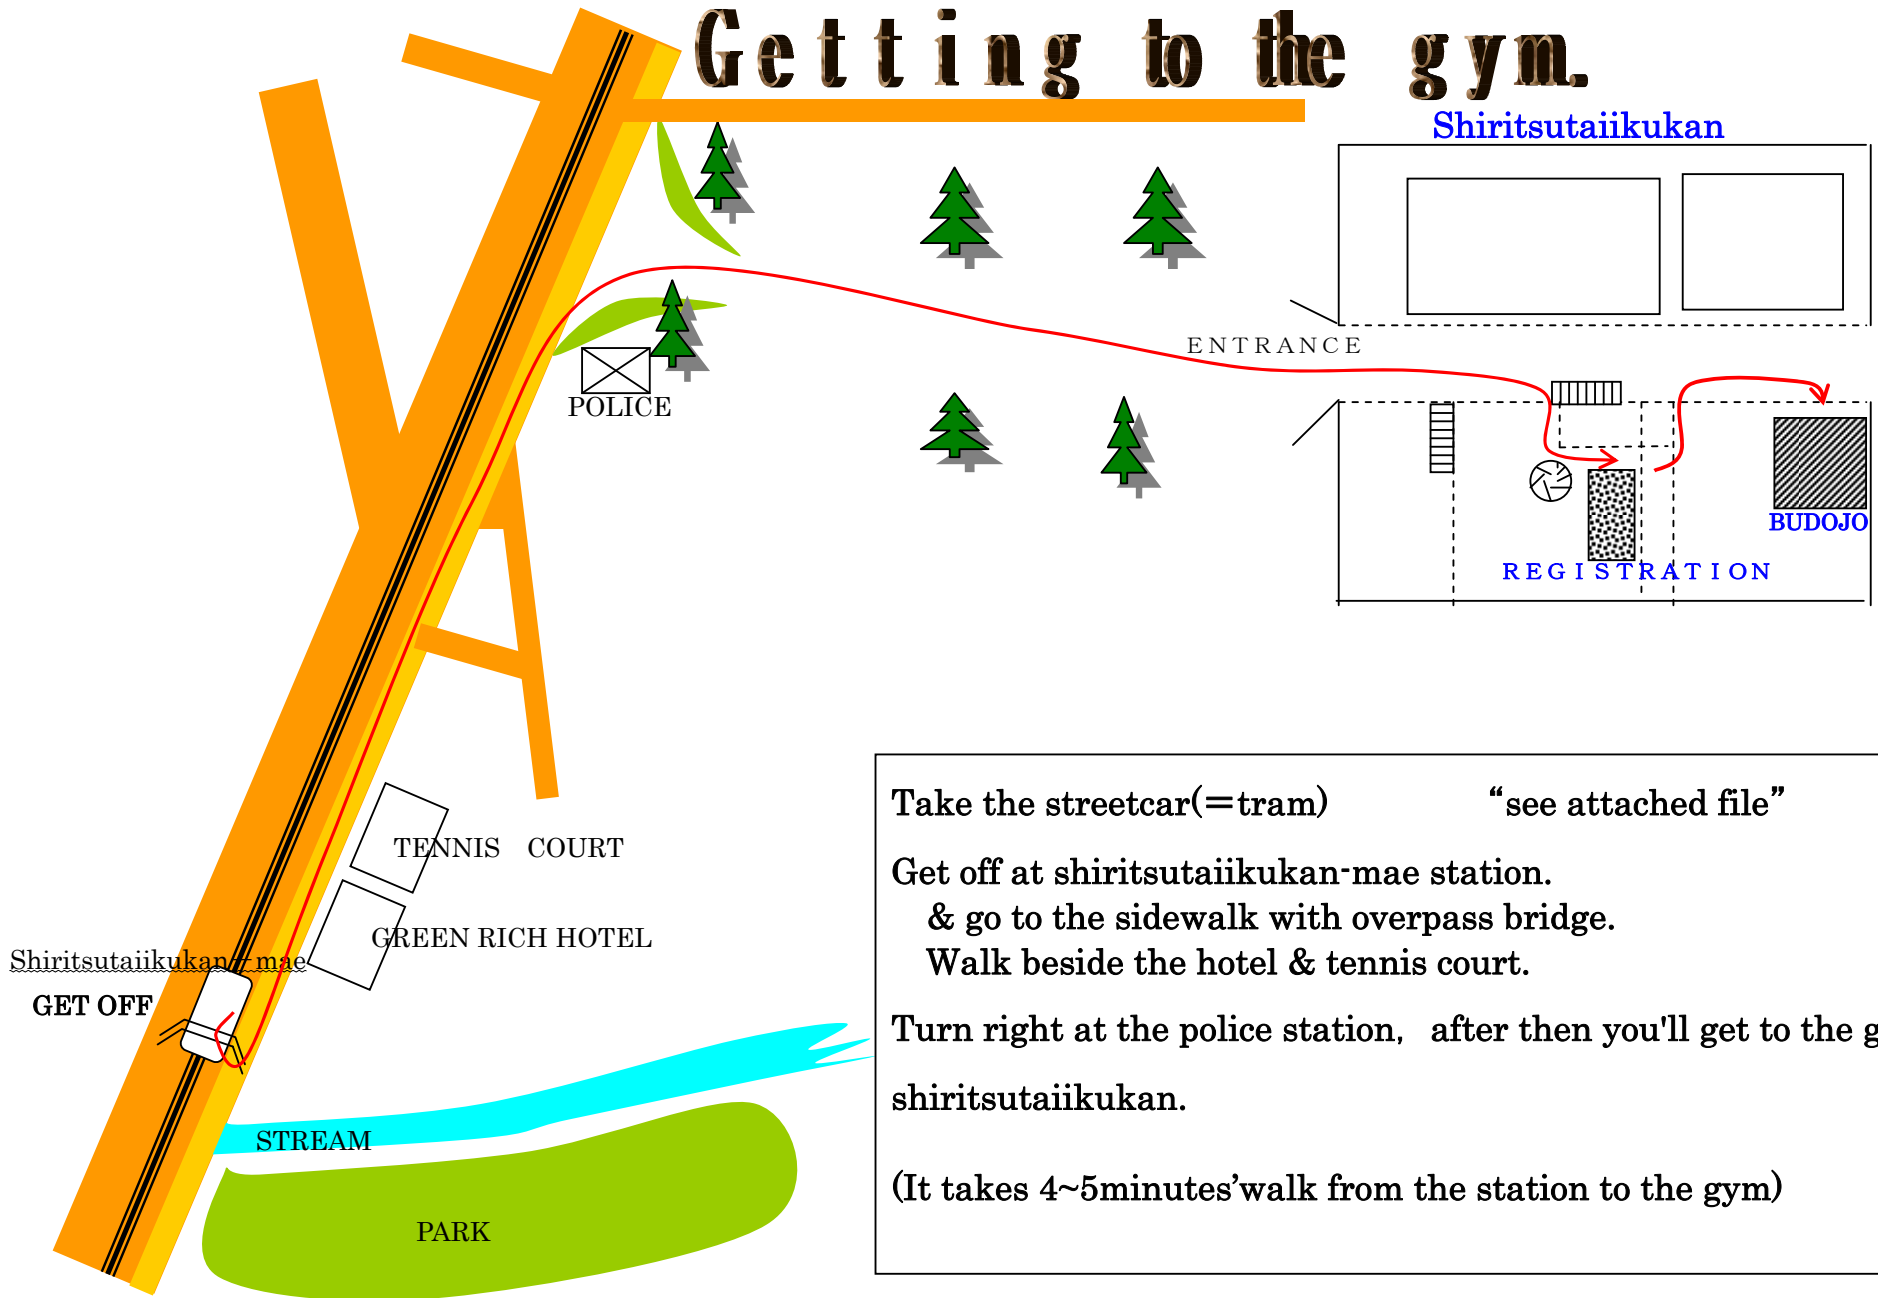 Getting to the gym.
Shiritsutaiikukan
ENTRANCE
POLICE
BUDOJO
REGISTRATION
TENNIS COURT
GREEN RICH HOTEL
Shiritsutaiikukan－mae
GET OFF
STREAM
PARK
Take the streetcar(＝tram) “see attached file”
Get off at shiritsutaiikukan-mae station.
& go to the sidewalk with overpass bridge.
Walk beside the hotel & tennis court.
Turn right at the police station, after then you'll get to the
shiritsutaiikukan.
(It takes 4~5minutes’walk from the station to the gym)